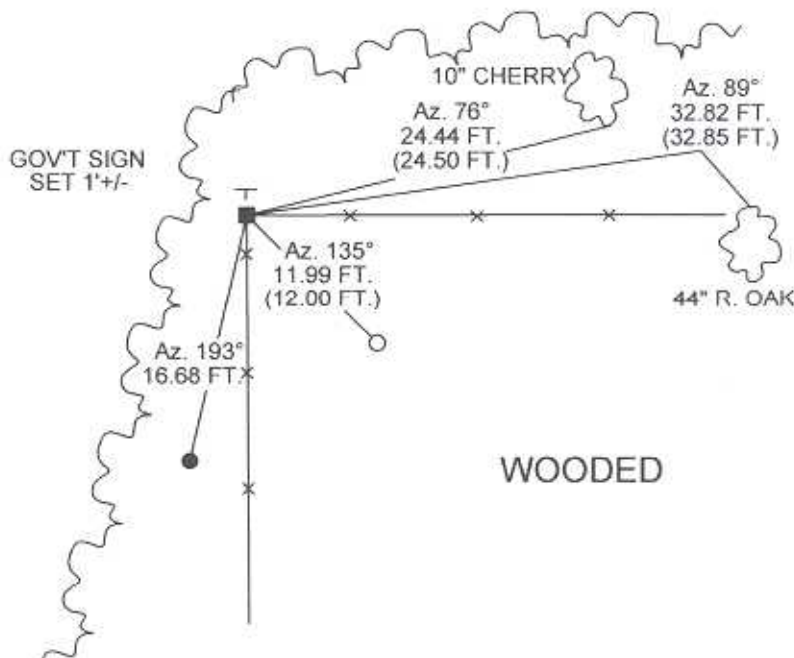 10" CHERRY
Az. 76°
24.44 FT.
(24.50 FT.)
Az. 89°
32.82 FT.
(32.85 FT.)
GOV'T SIGN
SET 1'+/-
Az. 135°
11.99 FT.
(12.00 FT.)
44" R. OAK
Az. 193°
16.68 FT.
WOODED